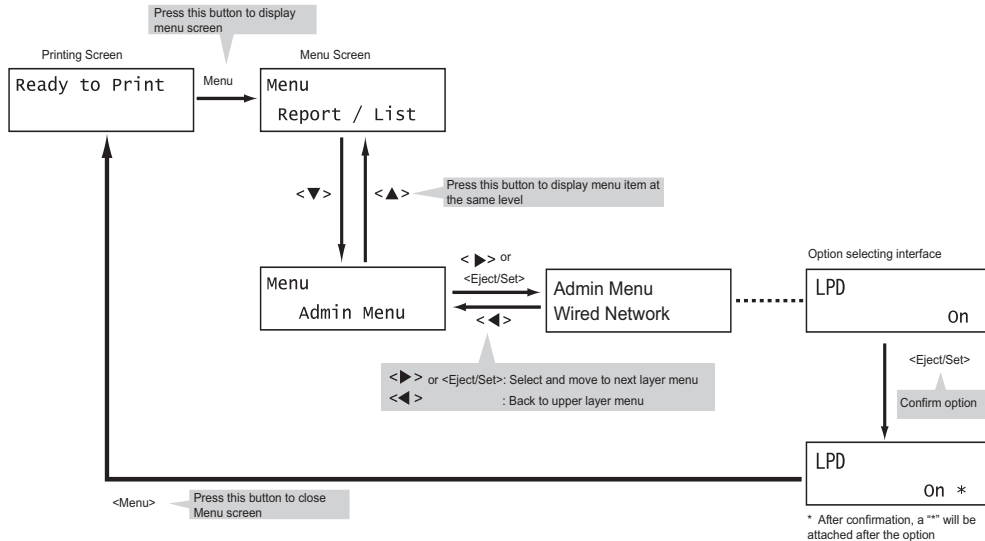 Press this button to display
menu screen
Printing Screen
Menu Screen
Ready to Print
Menu
Menu
Report / List
<▼>
<▲>
Press this button to display menu item at
the same level
Menu
Admin Menu
<▶> or
<Eject/Set>
<◀>
Admin Menu
Wired Network
Option selecting interface
LPD
On
<▶> or <Eject/Set>: Select and move to next layer menu
<◀> : Back to upper layer menu
<Eject/Set>
Confirm option
LPD
On *
<Menu>
Press this button to close
Menu screen
* After confirmation, a “*” will be
attached after the option